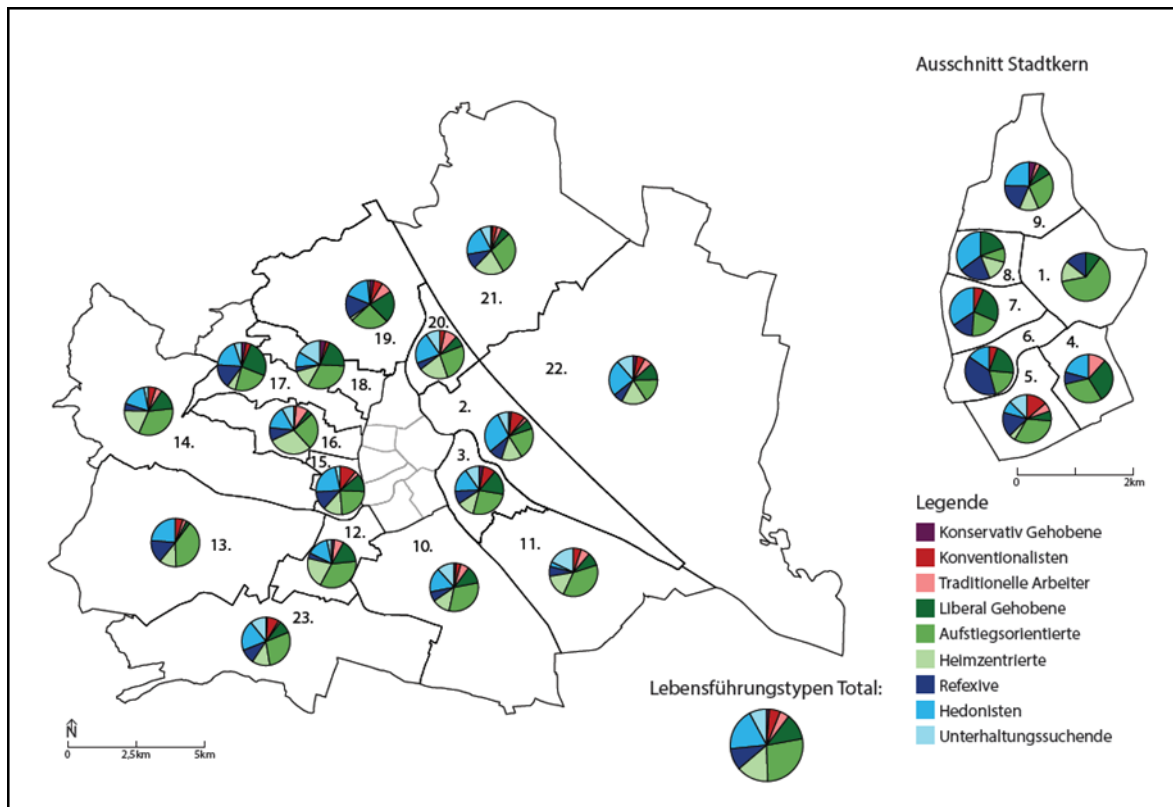 Ausschnitt Stadtkern
9.
8.
1.
7.
6.
4.
5.
0
2km
21.
20.
19.
22.
17.
18.
2.
16.
3.
14.
15.
12.
13.
10.
11.
23.
N
0
2,5km
5km
Lebensführungstypen Total:
Legende
Konservativ Gehobene
Konventionalisten
Traditionelle Arbeiter
Liberal Gehobene
Aufstiegsorientierte
Heimzentrierte
Refexive
Hedonisten
Unterhaltungssuchende